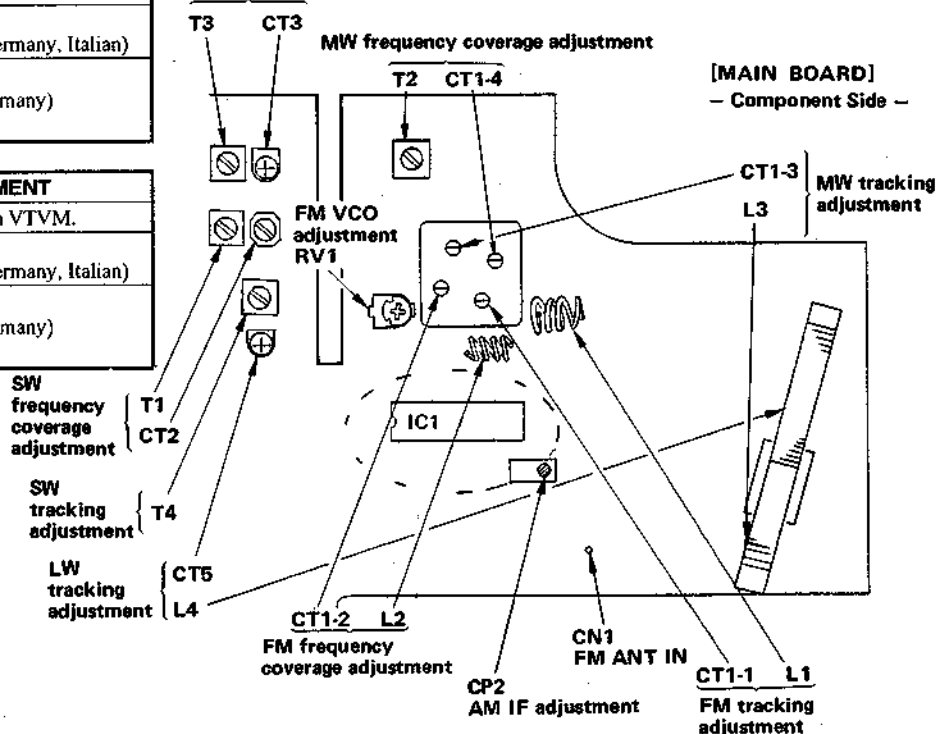 T3 CT3
ermany, Italian)
many)
MENT
n VTVM.
ermany, Italian)
many)
MW frequency coverage adjustment
T2 CT1-4
[MAIN BOARD]
– Component Side –
CT1-3
L3
MW tracking
adjustment
FM VCO
adjustment
RV1
IC1
SW
frequency
coverage
adjustment
T1
CT2
SW
tracking
adjustment
T4
LW
tracking
adjustment
CT5
L4
CT1-2 L2
FM frequency
coverage adjustment
CP2
AM IF adjustment
CN1
FM ANT IN
CT1-1 L1
FM tracking
adjustment